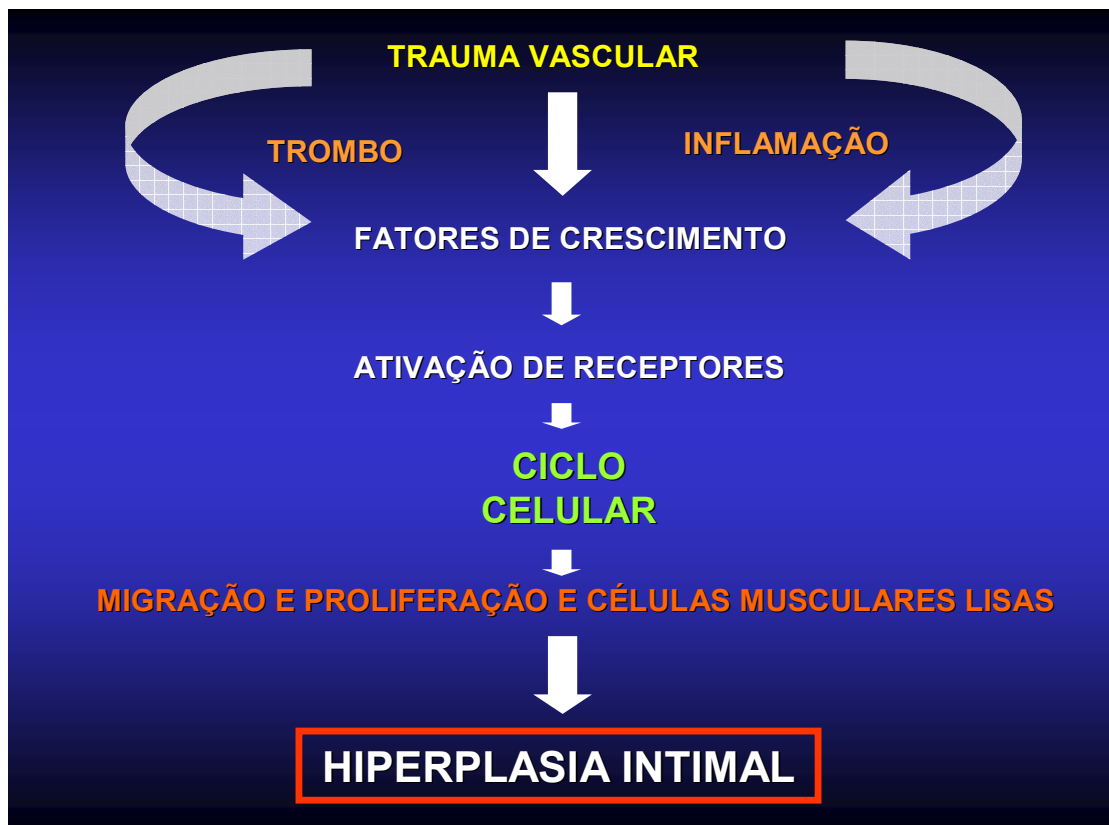 TRAUMA VASCULAR
TROMBO
INFLAMAÇÃO
FATORES DE CRESCIMENTO
ATIVAÇÃO DE RECEPTORES
CICLO
CELULAR
MIGRAÇÃO E PROLIFERAÇÃO E CÉLULAS MUSCULARES LISAS
HIPERPLASIA INTIMAL